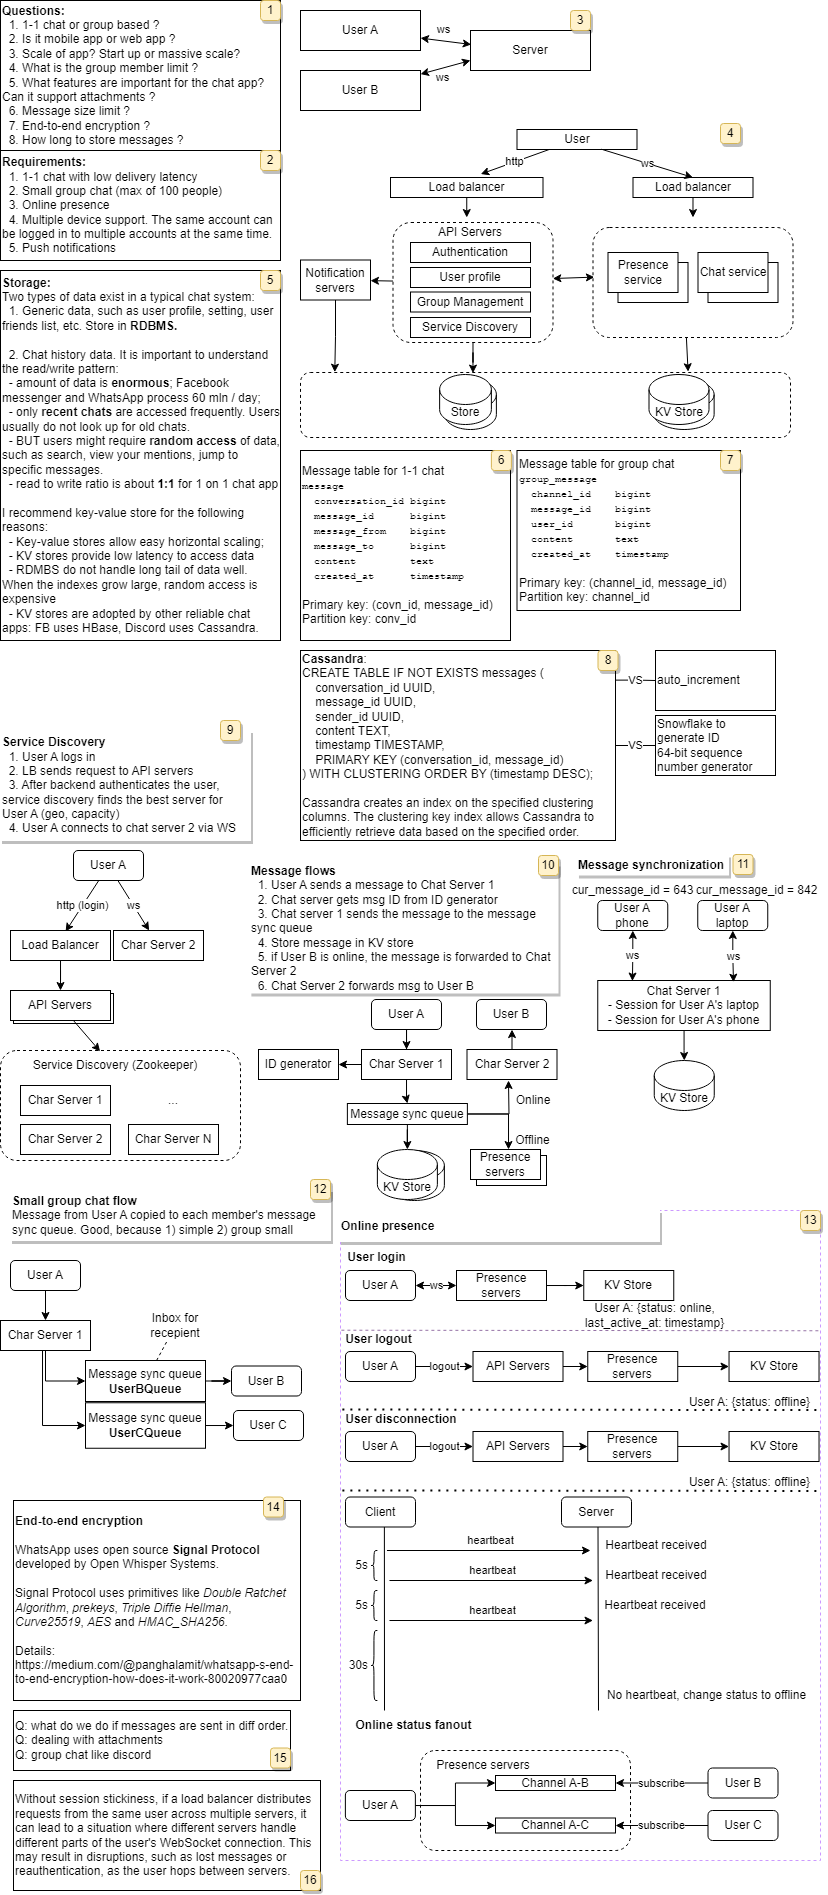 Questions:
1
1. 1-1 chat or group based ?
2. Is it mobile app or web app ?
3. Scale of app? Start up or massive scale?
4. What is the group member limit ?
5. What features are important for the chat app?
Can it support attachments ?
6. Message size limit ?
7. End-to-end encryption ?
8. How long to store messages ?
Requirements:
2
1. 1-1 chat with low delivery latency
2. Small group chat (max of 100 people)
3. Online presence
4. Multiple device support. The same account can
be logged in to multiple accounts at the same time.
5. Push notifications
3
User A
ws
Server
User B
ws
4
User
http
ws
Load balancer
Load balancer
API Servers
Authentication
User profile
Group Management
Service Discovery
Notification
servers
Presence
service
Chat service
Store
KV Store
Storage:
5
Two types of data exist in a typical chat system:
1. Generic data, such as user profile, setting, user
friends list, etc. Store in RDBMS.
2. Chat history data. It is important to understand
the read/write pattern:
- amount of data is enormous; Facebook
messenger and WhatsApp process 60 mln / day;
- only recent chats are accessed frequently. Users
usually do not look up for old chats.
- BUT users might require random access of data,
such as search, view your mentions, jump to
specific messages.
- read to write ratio is about 1:1 for 1 on 1 chat app
I recommend key-value store for the following
reasons:
- Key-value stores allow easy horizontal scaling;
- KV stores provide low latency to access data
- RDMBS do not handle long tail of data well.
When the indexes grow large, random access is
expensive
- KV stores are adopted by other reliable chat
apps: FB uses HBase, Discord uses Cassandra.
6
Message table for 1-1 chat
message
conversation_id bigint
message_id bigint
message_from bigint
message_to bigint
content text
created_at timestamp
Primary key: (covn_id, message_id)
Partition key: conv_id
7
Message table for group chat
group_message
channel_id bigint
message_id bigint
user_id bigint
content text
created_at timestamp
Primary key: (channel_id, message_id)
Partition key: channel_id
8
Cassandra:
CREATE TABLE IF NOT EXISTS messages (
conversation_id UUID,
message_id UUID,
sender_id UUID,
content TEXT,
timestamp TIMESTAMP,
PRIMARY KEY (conversation_id, message_id)
) WITH CLUSTERING ORDER BY (timestamp DESC);
Cassandra creates an index on the specified clustering
columns. The clustering key index allows Cassandra to
efficiently retrieve data based on the specified order.
VS
auto_increment
VS
Snowflake to
generate ID
64-bit sequence
number generator
9
Service Discovery
1. User A logs in
2. LB sends request to API servers
3. After backend authenticates the user,
service discovery finds the best server for
User A (geo, capacity)
4. User A connects to chat server 2 via WS
User A
http (login)
ws
Load Balancer
Char Server 2
API Servers
Service Discovery (Zookeeper)
Char Server 1
...
Char Server 2
Char Server N
10
Message flows
1. User A sends a message to Chat Server 1
2. Chat server gets msg ID from ID generator
3. Chat server 1 sends the message to the message
sync queue
4. Store message in KV store
5. if User B is online, the message is forwarded to Chat
Server 2
6. Chat Server 2 forwards msg to User B
User A
User B
ID generator
Char Server 1
Char Server 2
Online
Message sync queue
Offline
KV Store
Presence
servers
11
Message synchronization
cur_message_id = 643
cur_message_id = 842
User A
phone
User A
laptop
ws
ws
Chat Server 1
- Session for User A's laptop
- Session for User A's phone
KV Store
12
Small group chat flow
Message from User A copied to each member's message
sync queue. Good, because 1) simple 2) group small
User A
Char Server 1
Inbox for
recepient
Message sync queue
UserBQueue
User B
Message sync queue
UserCQueue
User C
13
Online presence
User login
User A
ws
Presence
servers
KV Store
User A: {status: online,
last_active_at: timestamp}
User logout
User A
logout
API Servers
Presence
servers
KV Store
User A: {status: offline}
User disconnection
User A
logout
API Servers
Presence
servers
KV Store
User A: {status: offline}
Client
Server
heartbeat
Heartbeat received
5s
heartbeat
Heartbeat received
5s
heartbeat
Heartbeat received
30s
No heartbeat, change status to offline
Online status fanout
Presence servers
User A
Channel A-B
subscribe
User B
Channel A-C
subscribe
User C
14
End-to-end encryption
WhatsApp uses open source Signal Protocol
developed by Open Whisper Systems.
Signal Protocol uses primitives like Double Ratchet
Algorithm, prekeys, Triple Diffie Hellman,
Curve25519, AES and HMAC_SHA256.
Details:
https://medium.com/@panghalamit/whatsapp-s-end-
to-end-encryption-how-does-it-work-80020977caa0
Q: what do we do if messages are sent in diff order.
Q: dealing with attachments
Q: group chat like discord
15
Without session stickiness, if a load balancer distributes
requests from the same user across multiple servers, it
can lead to a situation where different servers handle
different parts of the user's WebSocket connection. This
may result in disruptions, such as lost messages or
reauthentication, as the user hops between servers.
16